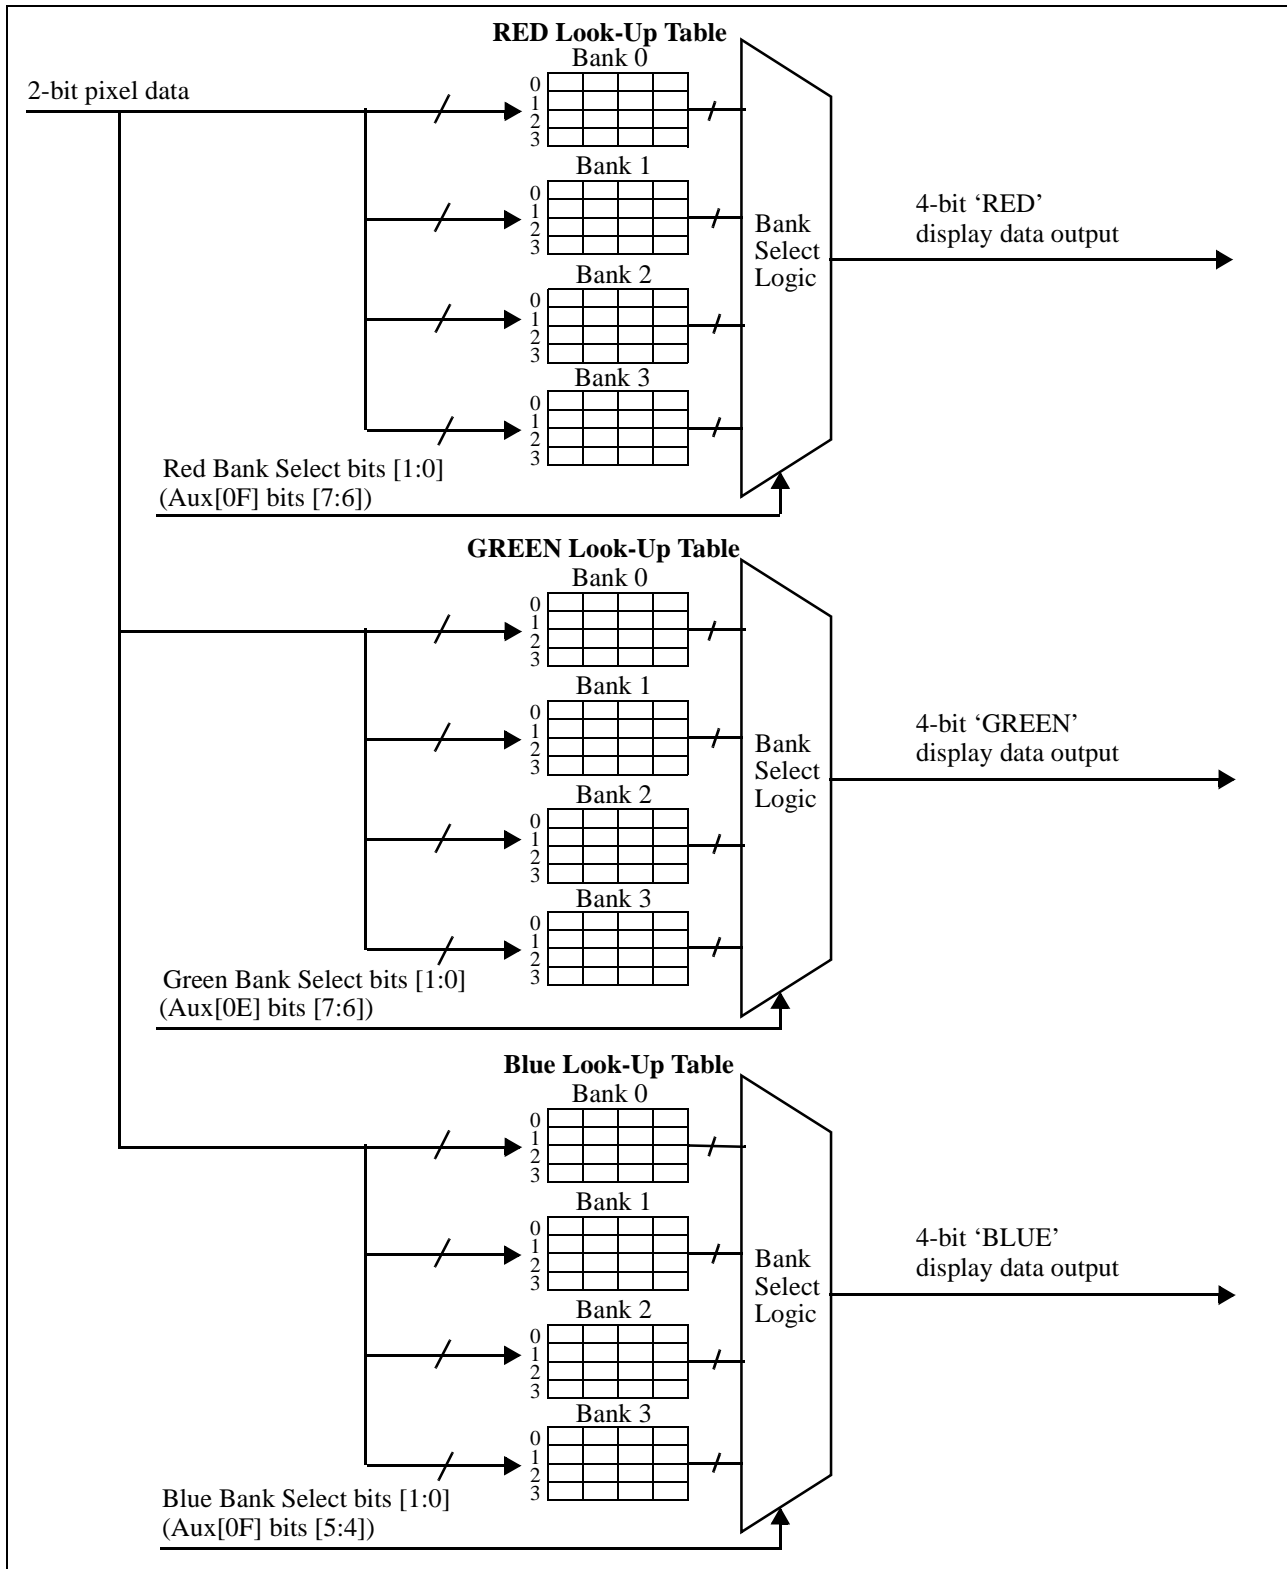 RED Look-Up Table
Bank 0
2-bit pixel data
0
1
2
3
Bank 1
0
1
2
3
Bank 2
0
1
2
3
Bank 3
0
1
2
3
Bank
Select
Logic
4-bit ‘RED’
display data output
Red Bank Select bits [1:0]
(Aux[0F] bits [7:6])
GREEN Look-Up Table
Bank 0
0
1
2
3
Bank 1
0
1
2
3
Bank 2
0
1
2
3
Bank 3
0
1
2
3
Bank
Select
Logic
4-bit ‘GREEN’
display data output
Green Bank Select bits [1:0]
(Aux[0E] bits [7:6])
Blue Look-Up Table
Bank 0
0
1
2
3
Bank 1
0
1
2
3
Bank 2
0
1
2
3
Bank 3
0
1
2
3
Bank
Select
Logic
4-bit ‘BLUE’
display data output
Blue Bank Select bits [1:0]
(Aux[0F] bits [5:4])